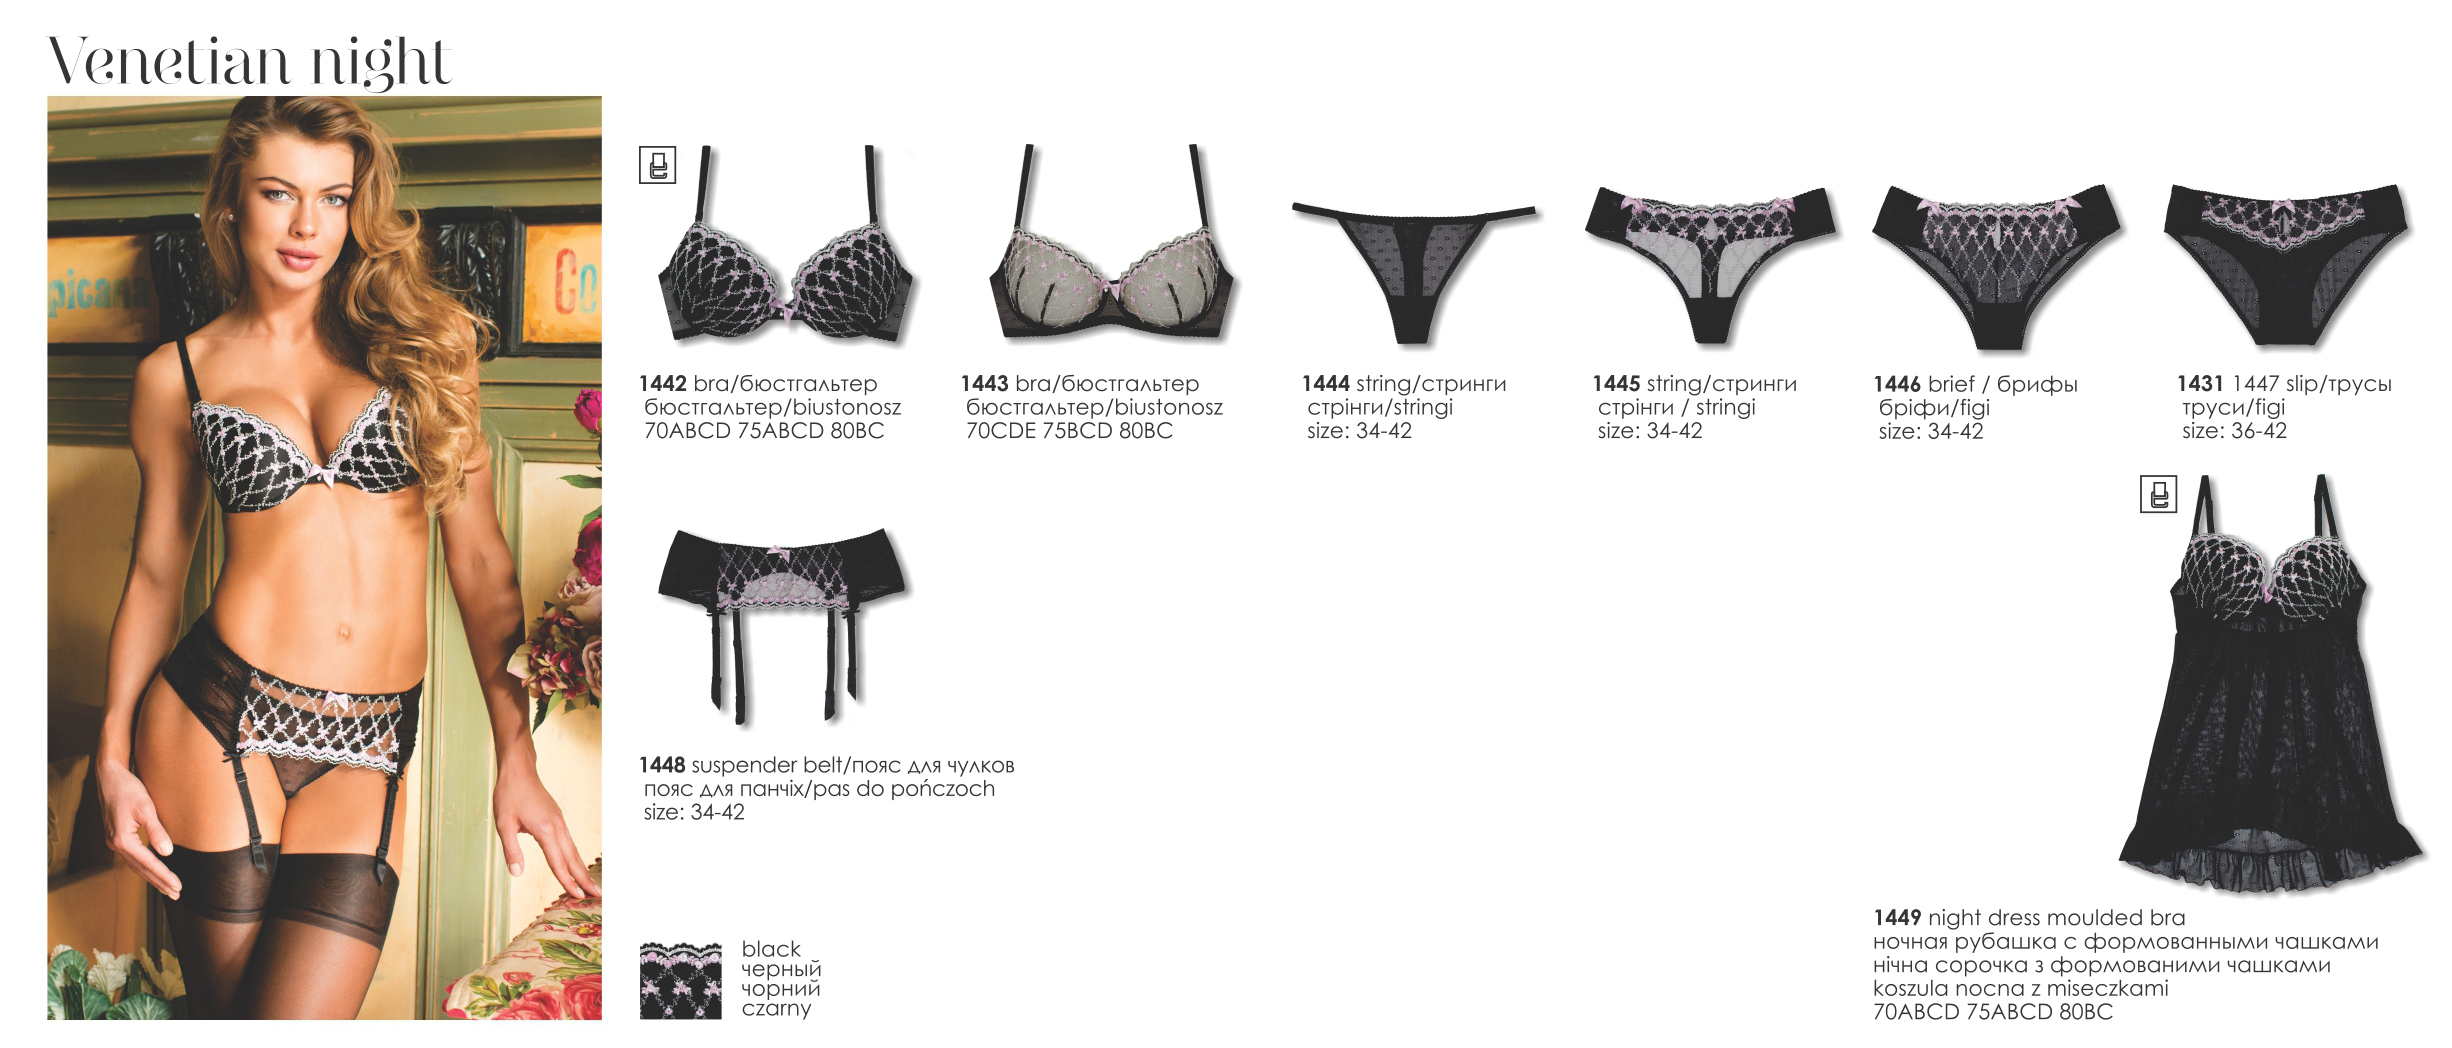 Venetian night
picana
Co
1442 bra/бюстгальтер
бюстгальтер/biustonosz
70ABCD 75ABCD 80BC
1443 bra/бюстгальтер
бюстгальтер/biustonosz
70CDE 75BCD 80BC
1444 string/стринги
стрінги/stringi
size: 34-42
1445 string/стринги
стрінги / stringi
size: 34-42
1446 brief / брифы
бріфи/figi
size: 34-42
1431 1447 slip/трусы
труси/figi
size: 36-42
1448 suspender belt/пояс для чулков
пояс для панчіх/pas do pończoch
size: 34-42
black
черный
чорний
czarny
1449 night dress moulded bra
ночная рубашка с формованными чашками
нічна сорочка з формованими чашками
koszula nocna z miseczkami
70ABCD 75ABCD 80BC